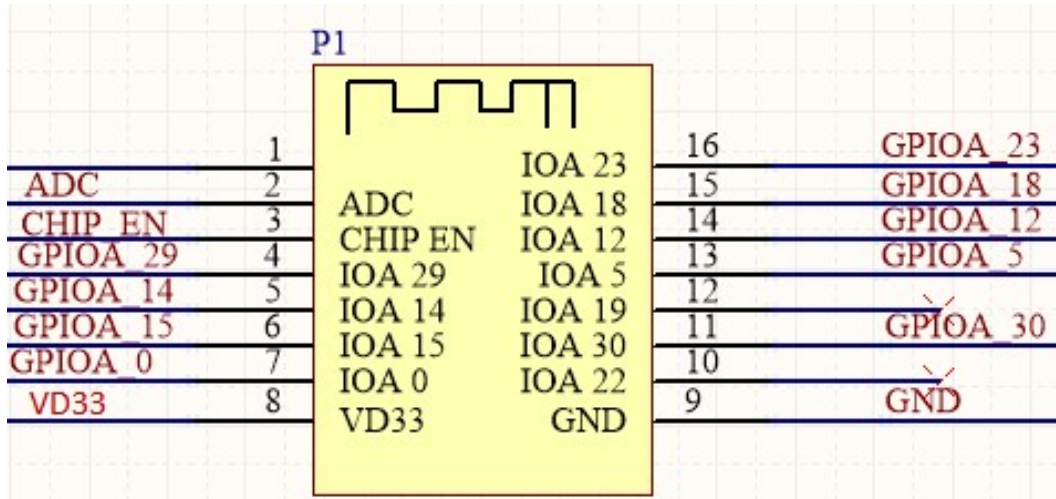 P1
1 IOA 23 16 GPIOA_23
ADC 2 ADC IOA 18 15 GPIOA_18
CHIP_EN 3 CHIP EN IOA 12 14 GPIOA_12
GPIOA_29 4 IOA 29 IOA 5 13 GPIOA_5
GPIOA_14 5 IOA 14 IOA 19 12
GPIOA_15 6 IOA 15 IOA 30 11 GPIOA_30
GPIOA_0 7 IOA 0 IOA 22 10
VD33 8 VD33 GND 9 GND